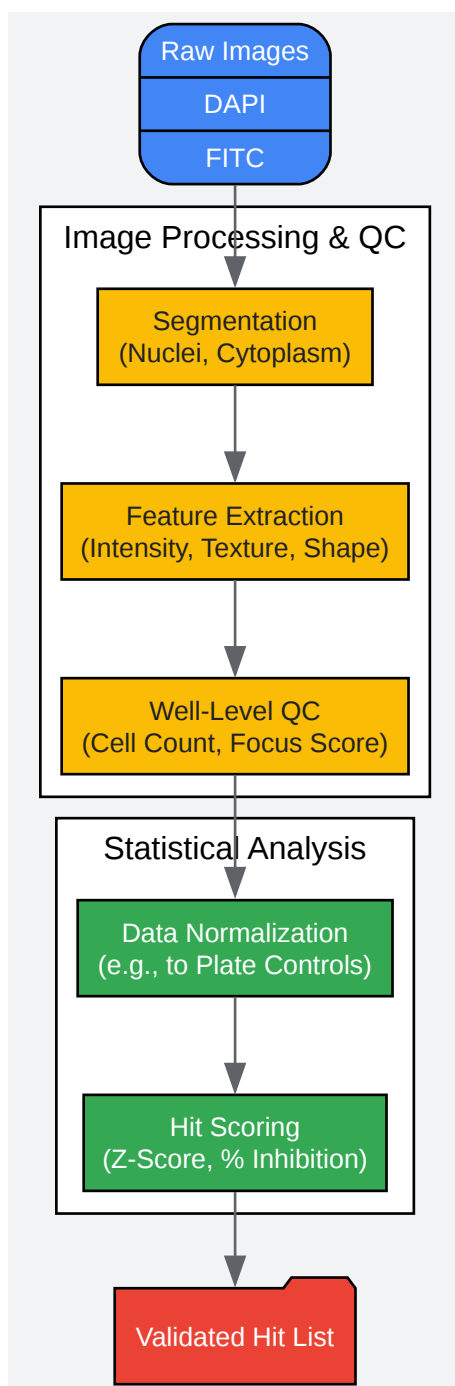 Raw Images
DAPI
FITC
Image Processing & QC
Segmentation
(Nuclei, Cytoplasm)
Feature Extraction
(Intensity, Texture, Shape)
Well-Level QC
(Cell Count, Focus Score)
Statistical Analysis
Data Normalization
(e.g., to Plate Controls)
Hit Scoring
(Z-Score, % Inhibition)
Validated Hit List